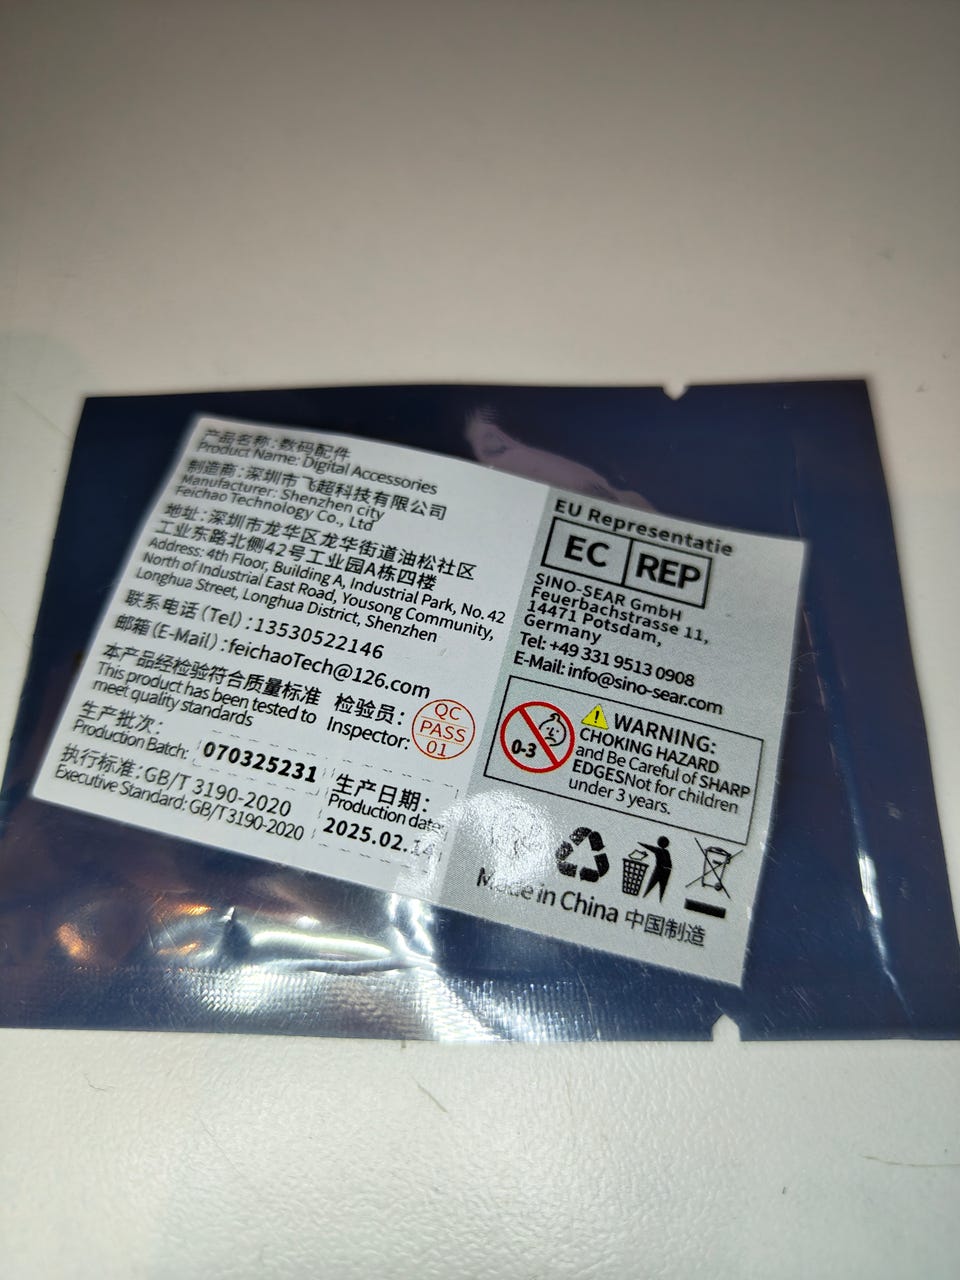 产品名称：数码配件
Product Name: Digital Accessories
制造商：深圳市飞超科技有限公司
Manufacturer: Shenzhen city
Feichao Technology Co., Ltd
地址：深圳市龙华区龙华街道油松社区
工业东路北侧42号工业园A栋四楼
Address: 4th Floor, Building A, Industrial Park, No. 42
North of Industrial East Road, Yousong Community,
Longhua Street, Longhua District, Shenzhen
联系电话（Tel）:13530522146
邮箱（E-Mail）:feichaoTech@126.com
本产品经检验符合质量标准
This product has been tested to
meet quality standards
检验员：
Inspector:
QC
PASS
01
生产批次：
Production Batch:
070325231
执行标准：GB/T 3190-2020
Executive Standard: GB/T3190-2020
生产日期：
Production date:
2025.02.14
EU Representatie
EC REP
SINO-SEAR GmbH
Feuerbachstrasse 11,
14471 Potsdam,
Germany
Tel: +49 331 9513 0908
E-Mail: info@sino-sear.com
0-3
WARNING:
CHOKING HAZARD
and Be Careful of SHARP
EDGESNot for children
under 3 years.
Made in China 中国制造